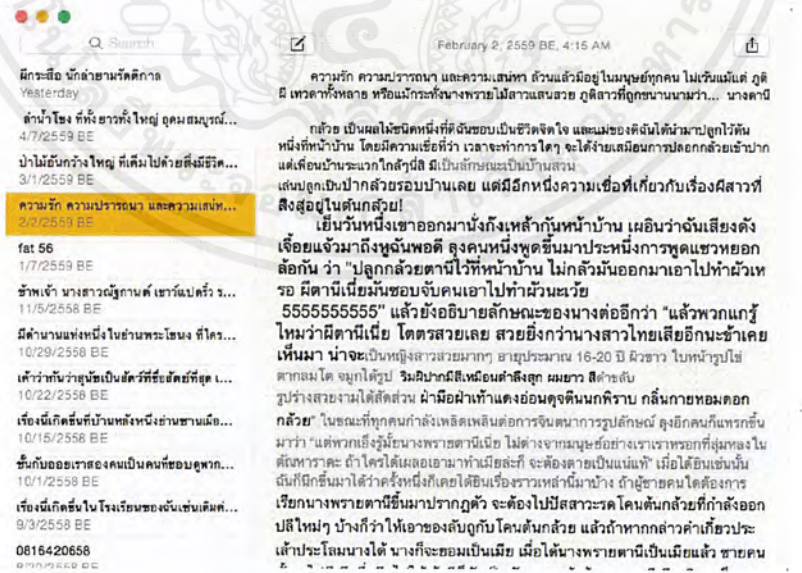 Search
February 2, 2559 BE, 4:15 AM
ผีกระสือ นักล่ายามรัตติกาล
Yesterday
ลำน้ำโขง ที่ทั้งยาวทั้งใหญ่ อุดมสมบูรณ์...
4/7/2559 BE
ป่าไม้อันกว้างใหญ่ ที่เต็มไปด้วยสิ่งมีชีวิต...
3/1/2559 BE
ความรัก ความปรารถนา และความเสน่ห...
2/2/2559 BE
fat 56
1/7/2559 BE
ข้าพเจ้า นางสาวณัฐกานต์ เชาว์แปดริ้ว ร...
11/5/2558 BE
มีตำนานแห่งหนึ่งในย่านพระโขนง ที่ใคร...
10/29/2558 BE
เค้าว่ากันว่าสุนัขเป็นสัตว์ที่ซื่อสัตย์ที่สุด เ...
10/22/2558 BE
เรื่องนี้เกิดขึ้นที่บ้านหลังหนึ่งย่านชานเมือ...
10/15/2558 BE
ชั้นกับออยเราสองคนเป็นคนที่ชอบดูพวก...
10/1/2558 BE
เรื่องนี้เกิดขึ้นในโรงเรียนของฉันเช่นเดิมค่...
9/3/2558 BE
0816420658
ความรัก ความปรารถนา และความเสน่หา ล้วนแล้วมีอยู่ในมนุษย์ทุกคน ไม่เว้นแม้แต่ ภูติ
ผี เทวดาทั้งหลาย หรือแม้กระทั่งนางพรายไม้สาวแสนสวย ภูติสาวที่ถูกขนานนามว่า... นางตานี
กล้วย เป็นผลไม้ชนิดหนึ่งที่ดิฉันชอบเป็นชีวิตจิตใจ และแม่ของดิฉันได้นำมาปลูกไว้ต้น
หนึ่งที่หน้าบ้าน โดยมีความเชื่อที่ว่า เวลาจะทำการใดๆ จะได้ง่ายเสมือนการปลอกกล้วยเข้าปาก
แต่เพื่อนบ้านระแวกใกล้ๆนี่สิ มีเป็นลักษณะเป็นบ้านสวน
เล่นปลูกเป็นป่ากล้วยรอบบ้านเลย แต่มีอีกหนึ่งความเชื่อที่เกี่ยวกับเรื่องผีสาวที่
สิงสู่อยู่ในต้นกล้วย!
เย็นวันหนึ่งเขาออกมานั่งก๊งเหล้ากันหน้าบ้าน เผอิญว่าฉันเสียงดัง
เจื้อยแจ้วมาถึงหูฉันพอดี ลุงคนหนึ่งพูดขึ้นมาประหนึ่งการพูดแซวหยอก
ล้อกัน ว่า "ปลูกกล้วยตานีไว้ที่หน้าบ้าน ไม่กลัวมันออกมาเอาไปทำผัวเห
รอ ผีตานีเนี่ยมันชอบจับคนเอาไปทำผัวนะเว้ย
5555555555" แล้วยังอธิบายลักษณะของนางต่ออีกว่า "แล้วพวกแกรู้
ไหมว่าผีตานีเนี่ย โตตรสวยเลย สวยยิ่งกว่านางสาวไทยเสียอีกนะข้าเคย
เห็นมา น่าจะเป็นหญิงสาวสวยมากๆ อายุประมาณ 16-20 ปี ผิวขาว ใบหน้ารูปไข่
ตากลมโต จมูกได้รูป ริมฝีปากมีสีเหมือนตำลึงสุก ผมยาว สีดำขลับ
รูปร่างสวยงามได้สัดส่วน ฝ่ามือฝ่าเท้าแดงอ่อนดุจตีนนกพิราบ กลิ่นกายหอมดอก
กล้วย" ในขณะที่ทุกคนกำลังเพลิดเพลินต่อการจินตนาการรูปลักษณ์ ลุงอีกคนก็แทรกขึ้น
มาว่า "แต่พวกเอ็งรู้มั้ยนางพรายตานีเนี่ย ไม่ต่างจากมนุษย์อย่างเราเราหรอกที่ลุ่มหลงใน
ตัณหาราคะ ถ้าใครได้เผลอเอามาทำเมียล่ะก็ จะต้องตายเป็นแน่แท้" เมื่อได้ยินเช่นนั้น
ฉันก็นึกขึ้นมาได้ว่าครั้งหนึ่งก็เคยได้ยินเรื่องราวเหล่านี้มาบ้าง ถ้าผู้ชายคนใดต้องการ
เรียกนางพรายตานีขึ้นมาปรากฏตัว จะต้องไปปัสสาวะรดโคนต้นกล้วยที่กำลังออก
ปลีใหม่ๆ บ้างก็ว่าให้เอาของลับถูกับโคนต้นกล้วย แล้วถ้าหากกล่าวคำเกี้ยวประ
เล้าประโลมนางได้ นางก็จะยอมเป็นเมีย เมื่อได้นางพรายตานีเป็นเมียแล้ว ชายคน